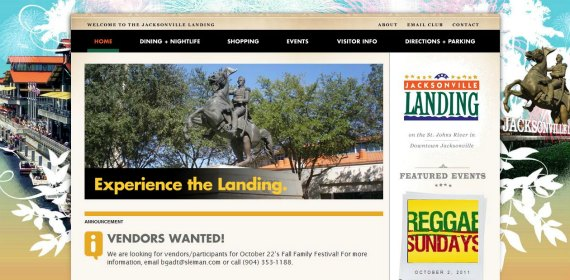 WELCOME TO THE JACKSONVILLE LANDING
ABOUT EMAIL CLUB CONTACT
HOME DINING + NIGHTLIFE SHOPPING EVENTS VISITOR INFO DIRECTIONS + PARKING
JACKSONVILLE
LANDING
on the St. Johns River in
Downtown Jacksonville
JACKSONVILLE
Experience the Landing.
FEATURED EVENTS
REGGAE
SUNDAYS
OCTOBER 2, 2011
ANNOUNCEMENT
VENDORS WANTED!
We are looking for vendors/participants for October 22's Fall Family Festival! For more
information, email bgadt@sleiman.com or call (904) 353-1188.